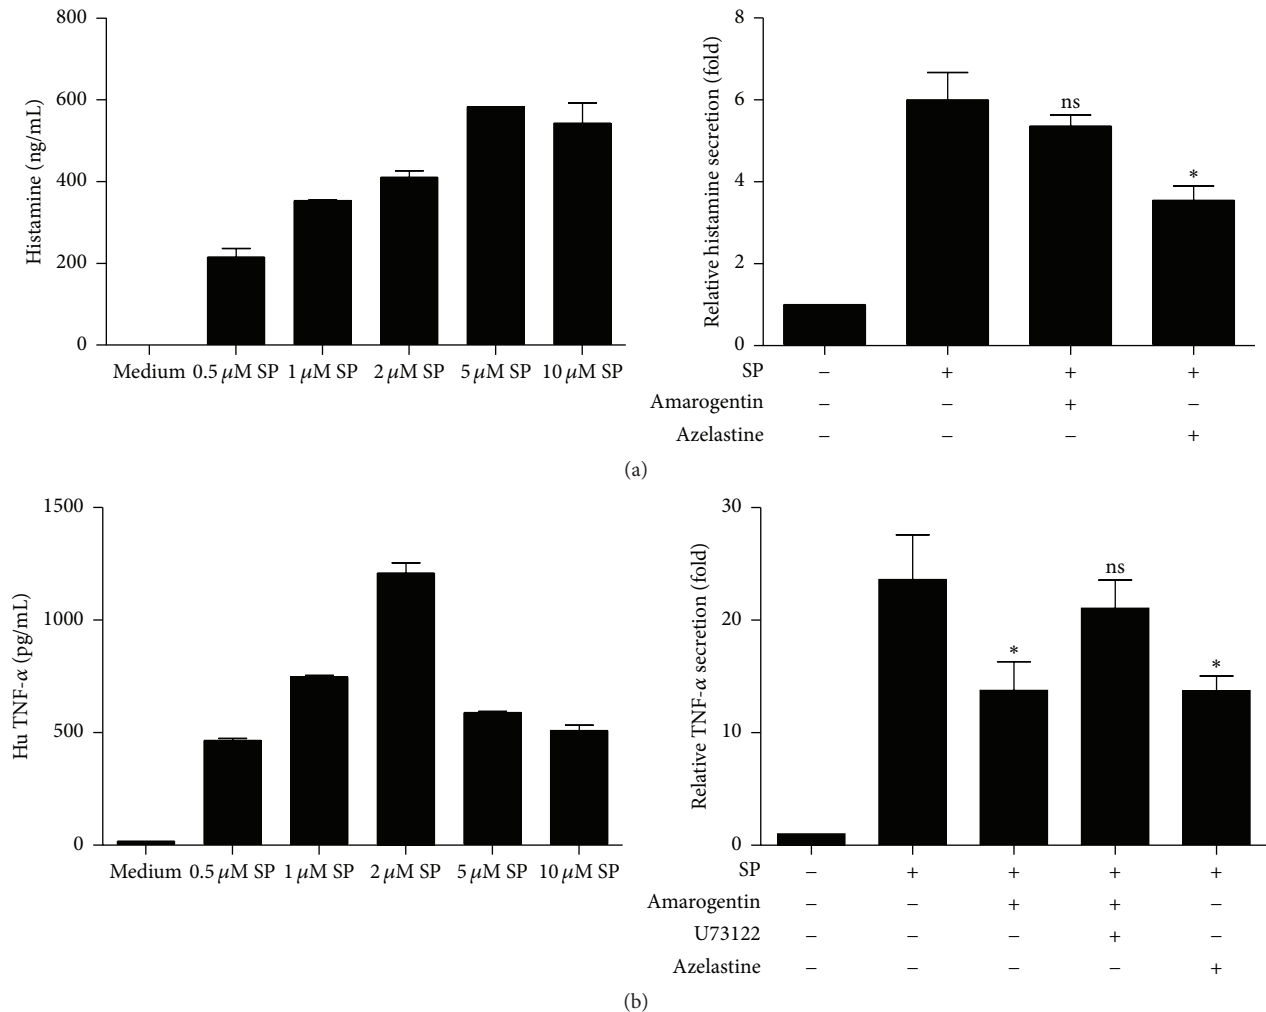 Histamine (ng/mL)
800
600
400
200
0
Medium 0.5 μM SP 1 μM SP 2 μM SP 5 μM SP 10 μM SP
Relative histamine secretion (fold)
8
6
4
2
0
ns
*
SP – + + +
Amarogentin – – + –
Azelastine – – – +
(a)
Hu TNF-α (pg/mL)
1500
1000
500
0
Medium 0.5 μM SP 1 μM SP 2 μM SP 5 μM SP 10 μM SP
Relative TNF-α secretion (fold)
30
20
10
0
*
ns
*
SP – + + + +
Amarogentin – – + + –
U73122 – – – + –
Azelastine – – – – +
(b)